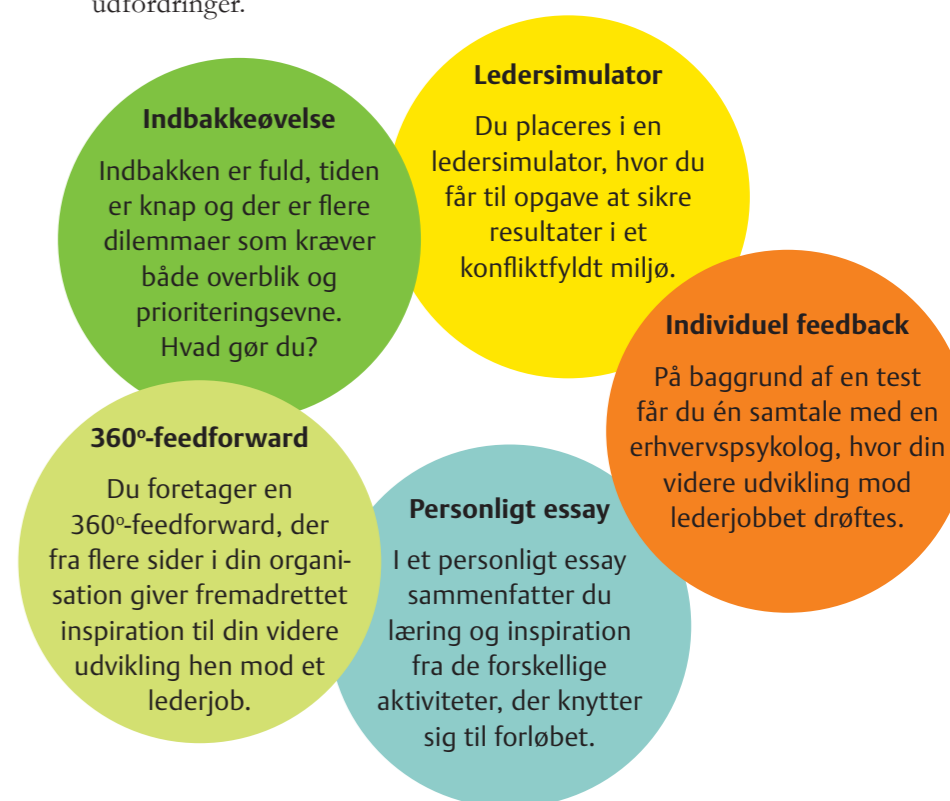 udfordringer.
Indbakkeøvelse
Indbakken er fuld, tiden
er knap og der er flere
dilemmaer som kræver
både overblik og
prioriteringsevne.
Hvad gør du?
Ledersimulator
Du placeres i en
ledersimulator, hvor du
får til opgave at sikre
resultater i et
konfliktfyldt miljø.
Individuel feedback
På baggrund af en test
får du én samtale med en
erhvervspsykolog, hvor din
videre udvikling mod
lederjobbet drøftes.
360º-feedforward
Du foretager en
360º-feedforward, der
fra flere sider i din organi-
sation giver fremadrettet
inspiration til din videre
udvikling hen mod et
lederjob.
Personligt essay
I et personligt essay
sammenfatter du
læring og inspiration
fra de forskellige
aktiviteter, der knytter
sig til forløbet.